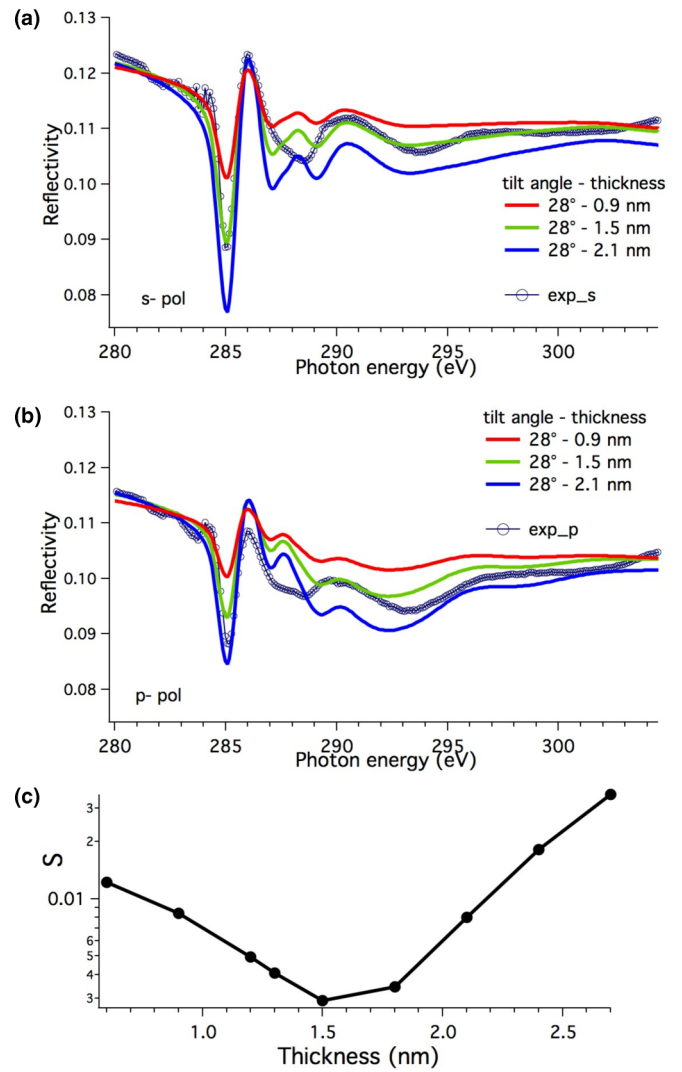 (a)
0.13
0.12
0.11
0.10
0.09
0.08
Reflectivity
tilt angle - thickness
28° - 0.9 nm
28° - 1.5 nm
28° - 2.1 nm
exp_s
s- pol
280 285 290 295 300
Photon energy (eV)
(b)
0.13
0.12
0.11
0.10
0.09
0.08
Reflectivity
tilt angle - thickness
28° - 0.9 nm
28° - 1.5 nm
28° - 2.1 nm
exp_p
p- pol
280 285 290 295 300
Photon energy (eV)
(c)
3
2
0.01
6
5
4
3
S
1.0 1.5 2.0 2.5
Thickness (nm)